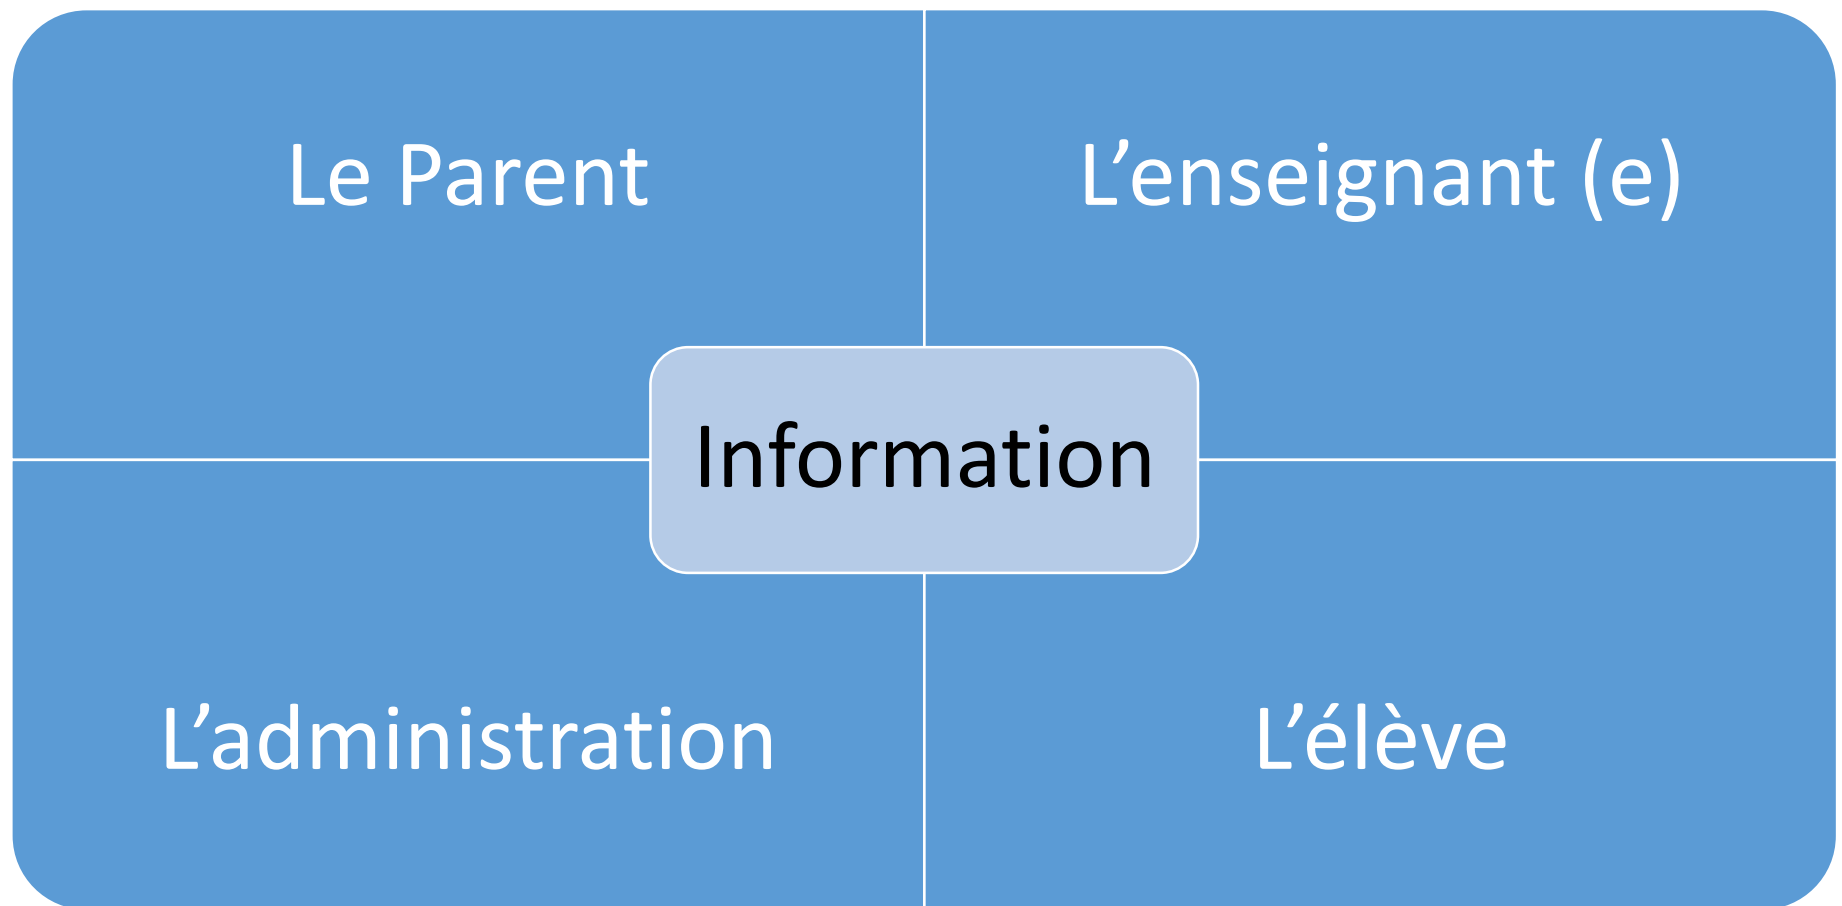 Le Parent
L’enseignant (e)
Information
L’administration
L’élève